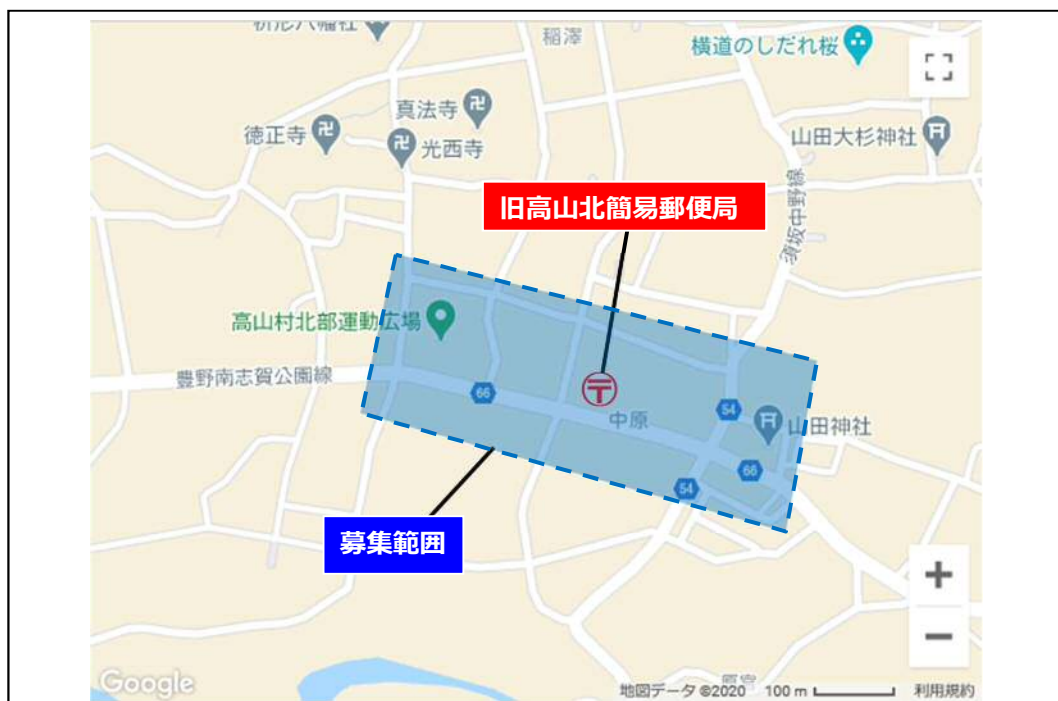 稲澤
横道のしだれ桜
真法寺
徳正寺
光西寺
山田大杉神社
旧高山北簡易郵便局
須坂中野線
高山村北部運動広場
豊野南志賀公園線
66
中原
54
山田神社
66
54
募集範囲
Google
地図データ ©2020
100 m
利用規約